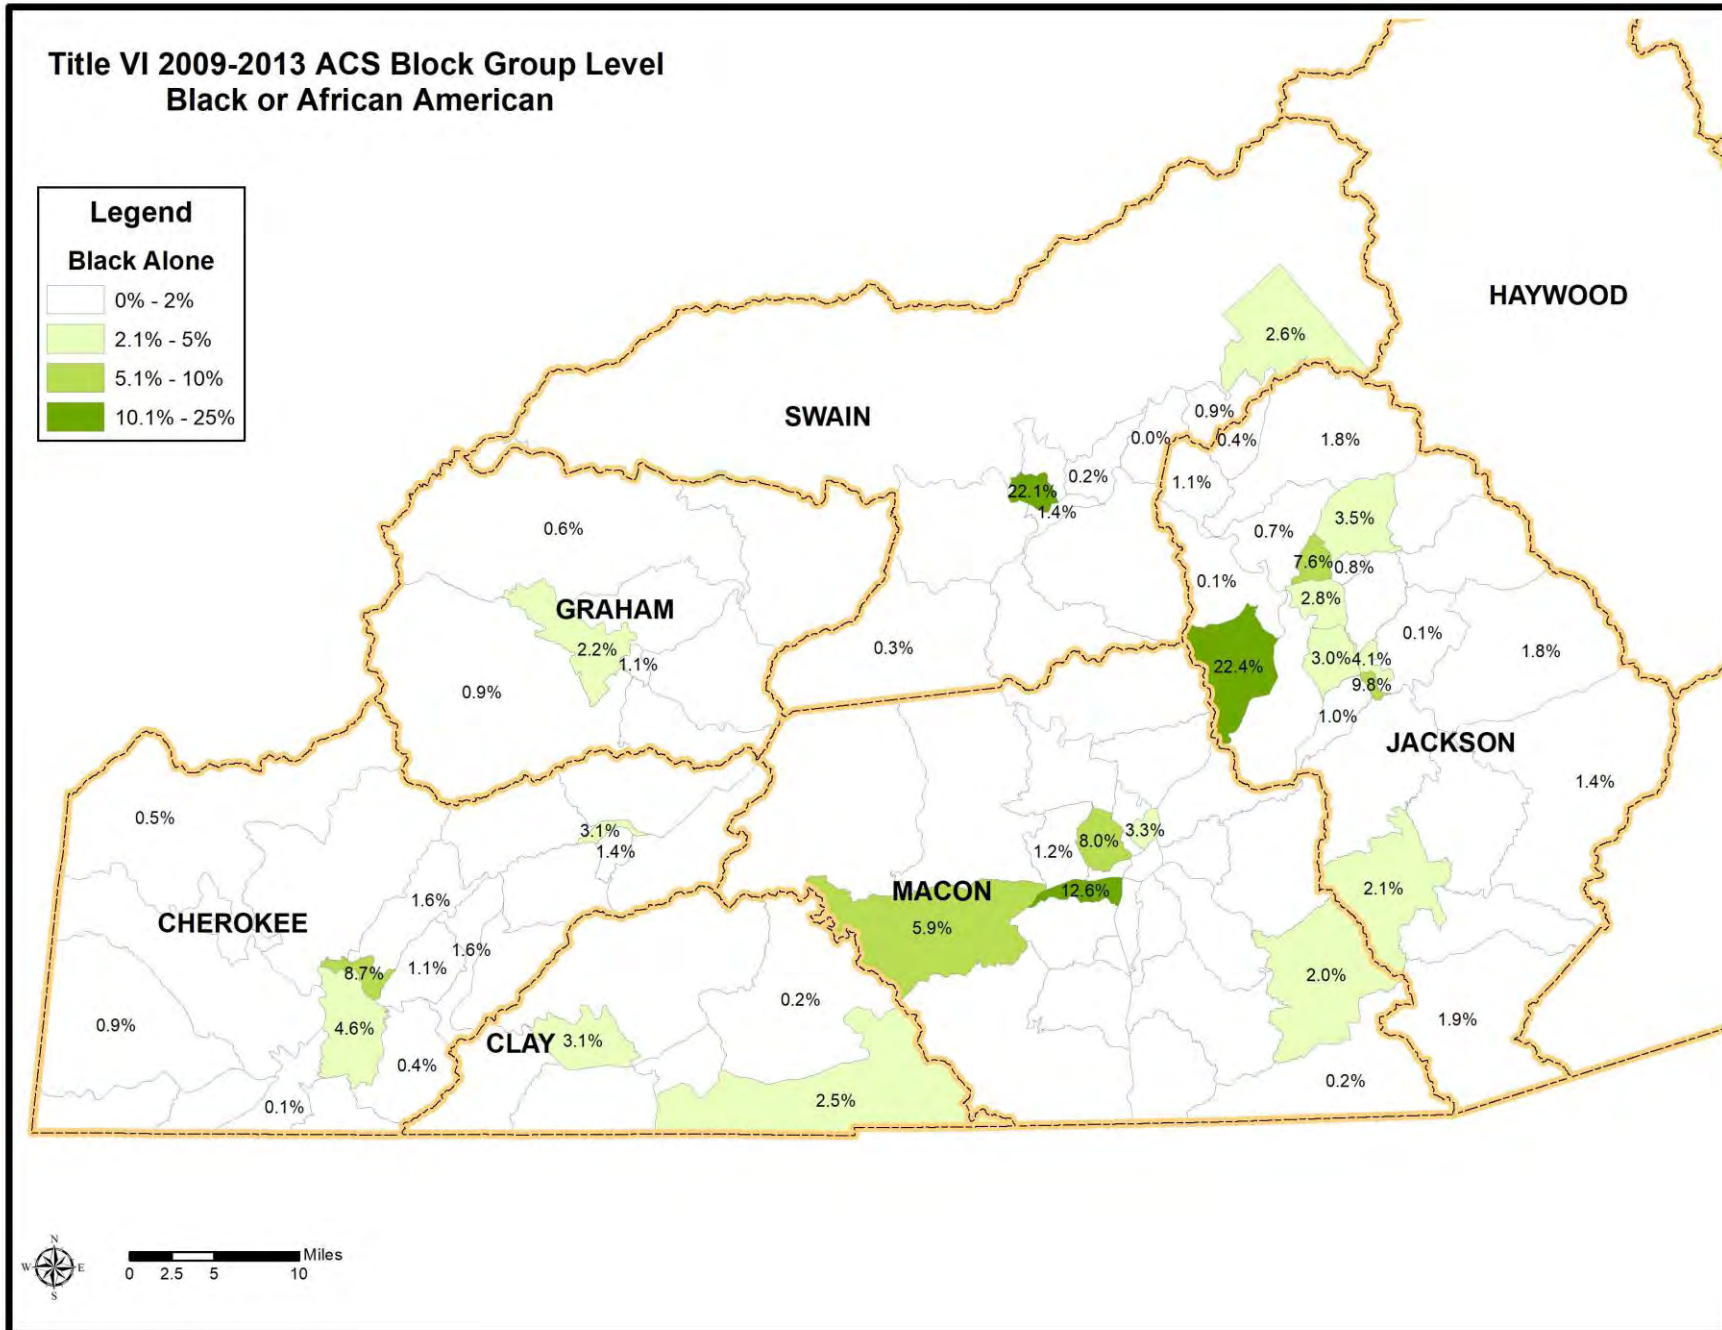 Title VI 2009-2013 ACS Block Group Level
Black or African American
Legend
Black Alone
0% - 2%
2.1% - 5%
5.1% - 10%
10.1% - 25%
HAYWOOD
2.6%
SWAIN
0.9%
0.0%
0.4%
1.8%
0.2%
1.1%
22.1%
1.4%
3.5%
0.6%
0.7%
7.6%
0.8%
0.1%
2.8%
GRAHAM
0.1%
2.2%
0.3%
1.8%
1.1%
3.0%
4.1%
22.4%
9.8%
0.9%
1.0%
JACKSON
1.4%
0.5%
3.1%
3.3%
8.0%
1.4%
1.2%
MACON
12.6%
2.1%
1.6%
CHEROKEE
5.9%
1.6%
1.1%
8.7%
2.0%
0.2%
1.9%
0.9%
4.6%
CLAY
3.1%
0.4%
0.2%
0.1%
2.5%
N
W
E
S
Miles
0 2.5 5 10